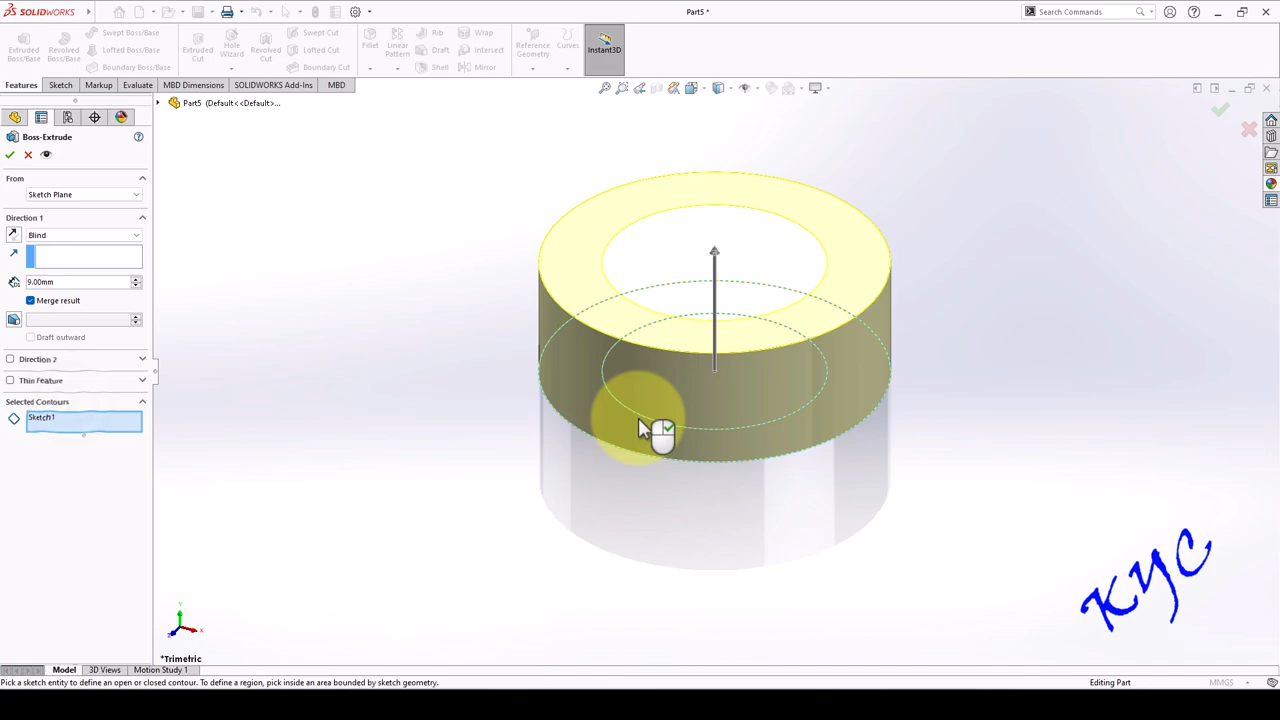 SOLIDWORKS
Part5 *
Search Commands
Extruded Boss/Base
Revolved Boss/Base
Swept Boss/Base
Lofted Boss/Base
Boundary Boss/Base
Extruded Cut
Hole Wizard
Revolved Cut
Swept Cut
Lofted Cut
Boundary Cut
Fillet
Linear Pattern
Rib
Draft
Shell
Wrap
Intersect
Mirror
Reference Geometry
Curves
Instant3D
Features
Sketch
Markup
Evaluate
MBD Dimensions
SOLIDWORKS Add-Ins
MBD
Part5 (Default<<Default>...
Boss-Extrude
From
Sketch Plane
Direction 1
Blind
9.00mm
Merge result
Draft outward
Direction 2
Thin Feature
Selected Contours
Sketch1
KYC
*Trimetric
Model
3D Views
Motion Study 1
Pick a sketch entity to define an open or closed contour. To define a region, pick inside an area bounded by sketch geometry.
Editing Part
MMGS